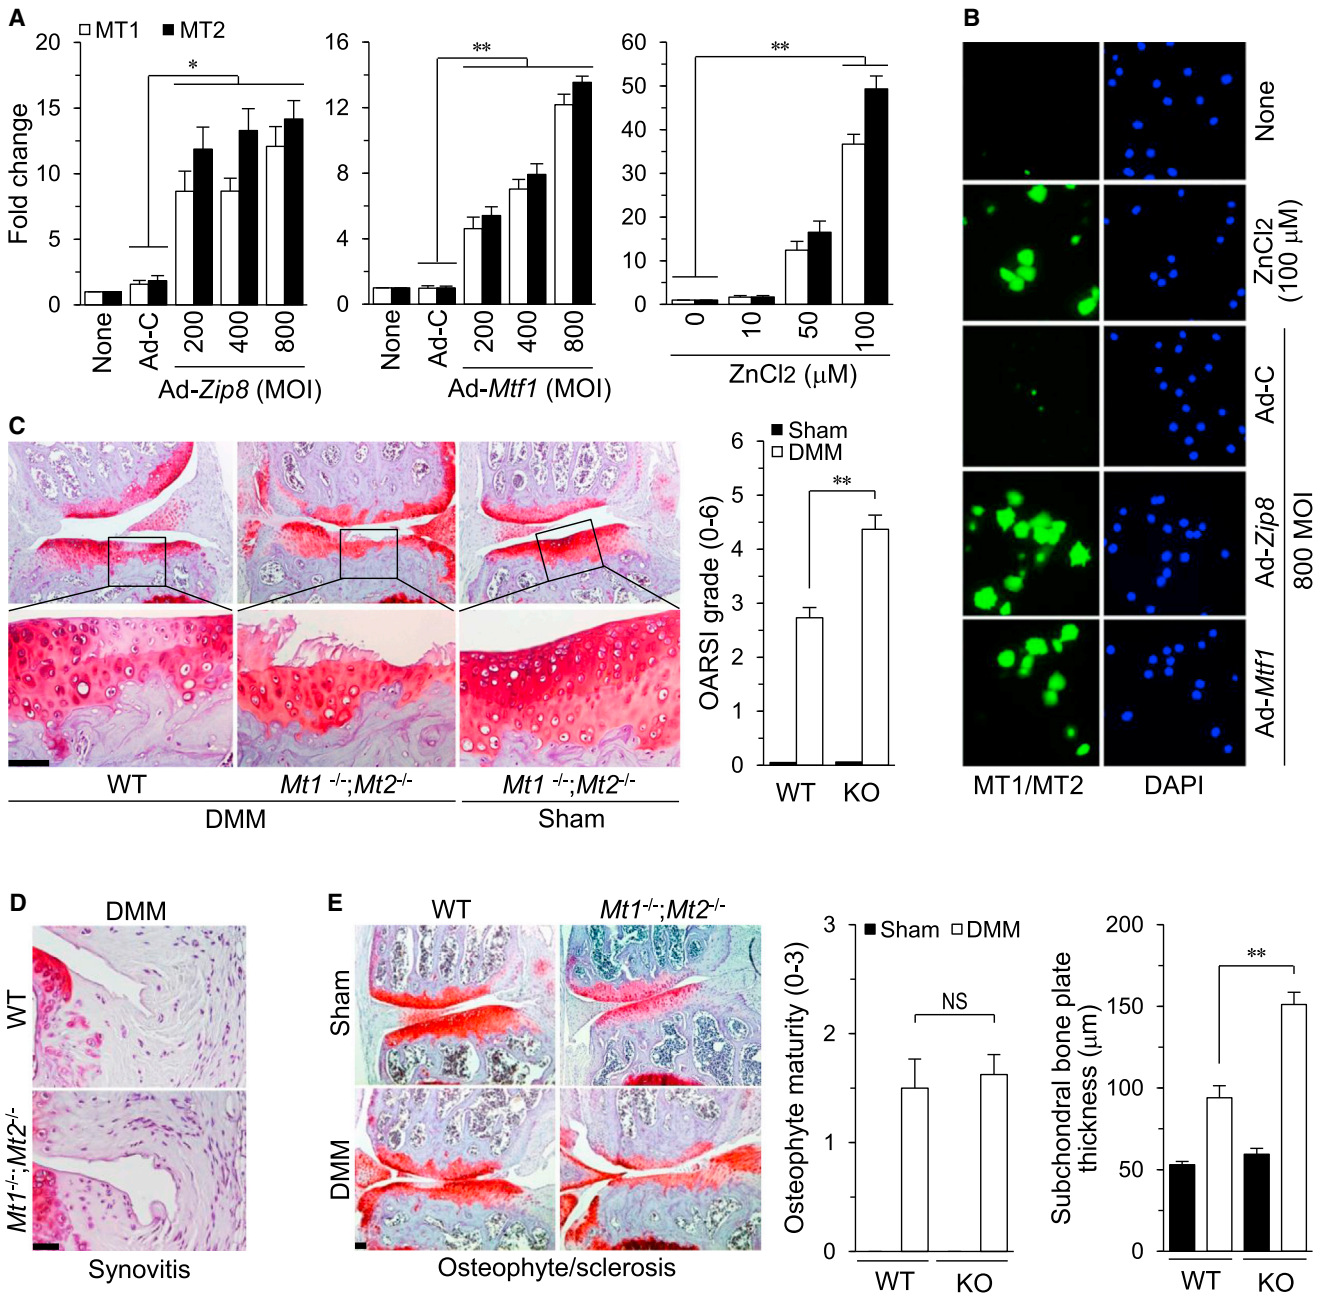 A
MT1 MT2
Fold change
20
15
10
5
0
*
None
Ad-C
200
400
800
Ad-Zip8 (MOI)
16
12
8
4
0
**
None
Ad-C
200
400
800
Ad-Mtf1 (MOI)
60
50
40
30
20
10
0
**
0
10
50
100
ZnCl2 (μM)
B
None
ZnCl2
(100 μM)
Ad-C
Ad-Zip8
Ad-Mtf1
800 MOI
MT1/MT2 DAPI
C
WT Mt1 -/-;Mt2-/- Mt1 -/-;Mt2-/-
DMM Sham
Sham
DMM
OARSI grade (0-6)
6
5
4
3
2
1
0
**
WT KO
D
DMM
WT
Mt1-/-;Mt2-/-
Synovitis
E
WT Mt1-/-;Mt2-/-
Sham
DMM
Osteophyte/sclerosis
Osteophyte maturity (0-3)
3
2
1
0
Sham DMM
NS
WT KO
Subchondral bone plate
thickness (μm)
200
150
100
50
0
**
WT KO